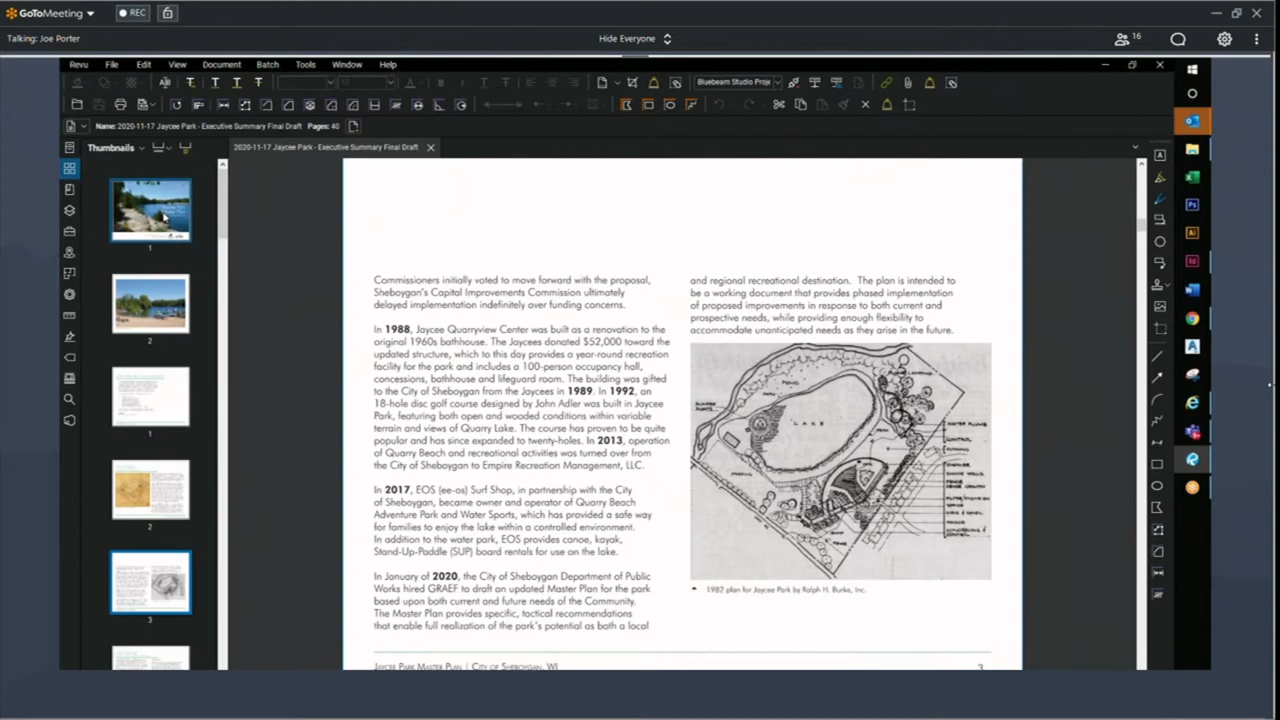 GoToMeeting
REC
Talking: Joe Porter
Hide Everyone
16
Revu File Edit View Document Batch Tools Window Help
Bluebeam Studio Proje
Name: 2020-11-17 Jaycee Park - Executive Summary Final Draft Pages: 40
Thumbnails
2020-11-17 Jaycee Park - Executive Summary Final Draft
1
2
1
2
3
Commissioners initially voted to move forward with the proposal,
Sheboygan's Capital Improvements Commission ultimately
delayed implementation indefinitely over funding concerns.
In 1988, Jaycee Quarryview Center was built as a renovation to the
original 1960s bathhouse. The Jaycees donated $52,000 toward the
updated structure, which to this day provides a year-round recreation
facility for the park and includes a 100-person occupancy hall,
concessions, bathhouse and lifeguard room. The building was gifted
to the City of Sheboygan from the Jaycees in 1989. In 1992, an
18-hole disc golf course designed by John Adler was built in Jaycee
Park, featuring both open and wooded conditions within variable
terrain and views of Quarry Lake. The course has proven to be quite
popular and has since expanded to twenty-holes. In 2013, operation
of Quarry Beach and recreational activities was turned over from
the City of Sheboygan to Empire Recreation Management, LLC.
In 2017, EOS (ee-os) Surf Shop, in partnership with the City
of Sheboygan, became owner and operator of Quarry Beach
Adventure Park and Water Sports, which has provided a safe way
for families to enjoy the lake within a controlled environment.
In addition to the water park, EOS provides canoe, kayak,
Stand-Up-Paddle (SUP) board rentals for use on the lake.
In January of 2020, the City of Sheboygan Department of Public
Works hired GRAEF to draft an updated Master Plan for the park
based upon both current and future needs of the Community.
The Master Plan provides specific, tactical recommendations
that enable full realization of the park's potential as both a local
and regional recreational destination. The plan is intended to
be a working document that provides phased implementation
of proposed improvements in response to both current and
prospective needs, while providing enough flexibility to
accommodate unanticipated needs as they arise in the future.
LAKE
1982 plan for Jaycee Park by Ralph H. Burke, Inc.
Jaycee Park Master Plan | City of Sheboygan, WI
3